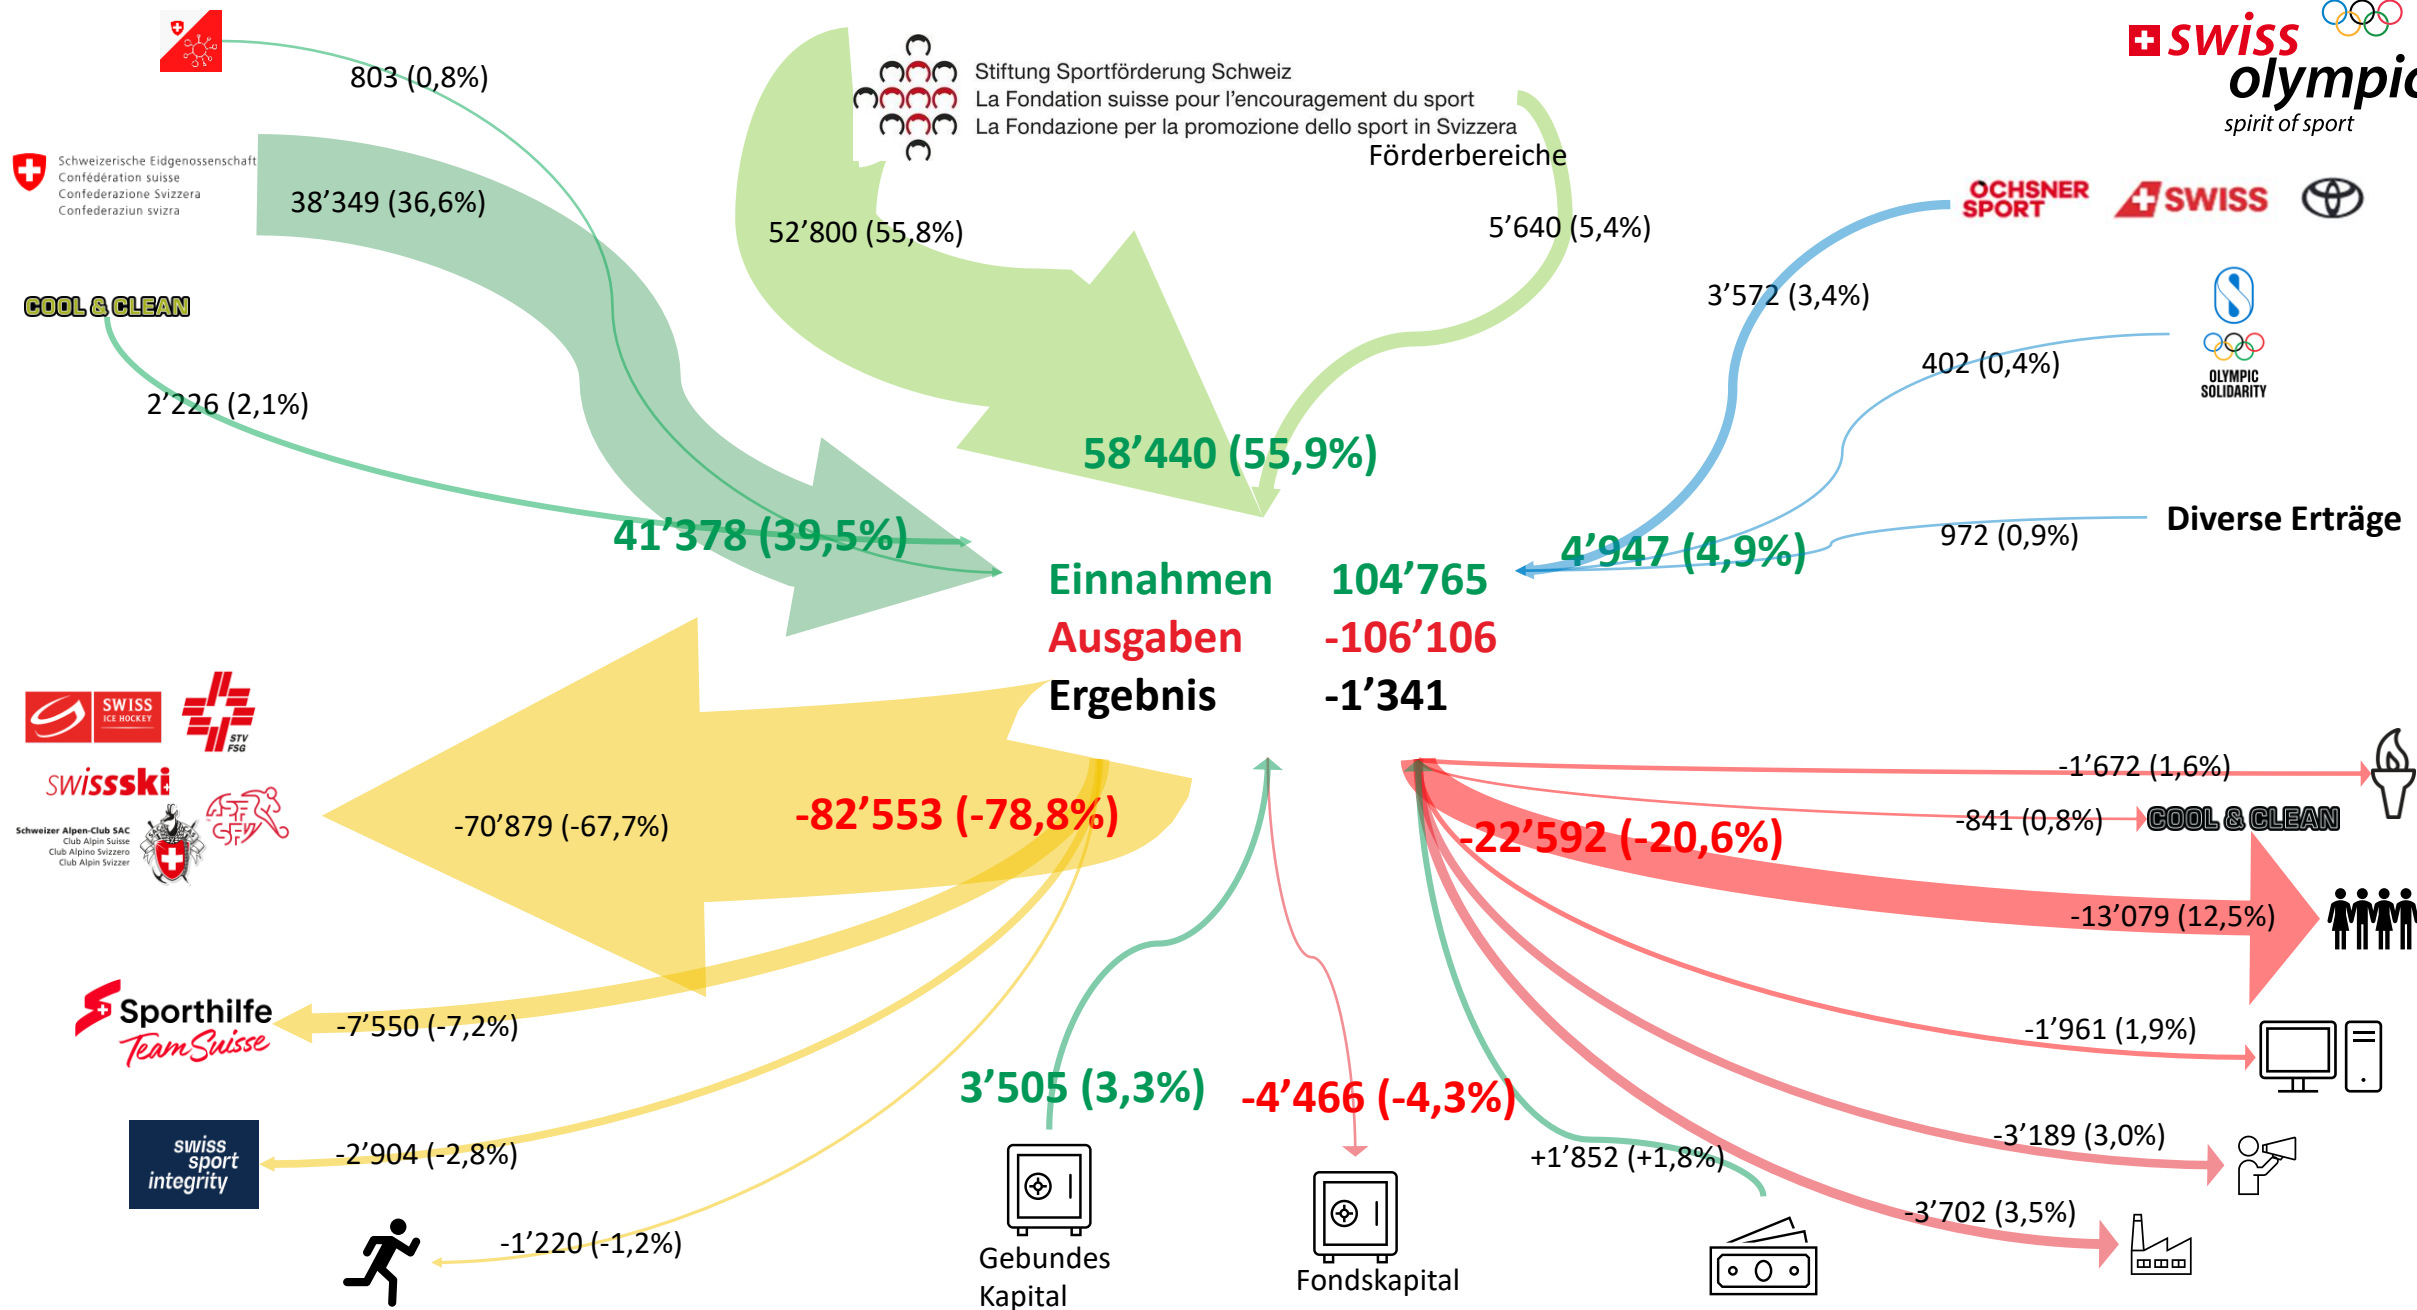 803 (0,8%)
Stiftung Sportförderung Schweiz
La Fondation suisse pour l'encouragement du sport
La Fondazione per la promozione dello sport in Svizzera
Förderbereiche
swiss
olympic
spirit of sport
Schweizerische Eidgenossenschaft
Confédération suisse
Confederazione Svizzera
Confederaziun svizra
38’349 (36,6%)
52’800 (55,8%)
5’640 (5,4%)
OCHSNER
SPORT
SWISS
COOL & CLEAN
2’226 (2,1%)
3’572 (3,4%)
402 (0,4%)
OLYMPIC
SOLIDARITY
58’440 (55,9%)
41’378 (39,5%)
4’947 (4,9%)
972 (0,9%)
Diverse Erträge
Einnahmen 104’765
Ausgaben -106’106
Ergebnis -1’341
SWISS
ICE HOCKEY
STV
FSG
swissski
Schweizer Alpen-Club SAC
Club Alpin Suisse
Club Alpino Svizzero
Club Alpin Svizzer
ASF
SFV
-70’879 (-67,7%)
-82’553 (-78,8%)
-22’592 (-20,6%)
-1’672 (1,6%)
-841 (0,8%)
COOL & CLEAN
-13’079 (12,5%)
Sporthilfe
Team Suisse
-7’550 (-7,2%)
-1’961 (1,9%)
3’505 (3,3%)
-4’466 (-4,3%)
swiss
sport
integrity
-2’904 (-2,8%)
+1’852 (+1,8%)
-3’189 (3,0%)
-3’702 (3,5%)
-1’220 (-1,2%)
Gebundes
Kapital
Fondskapital